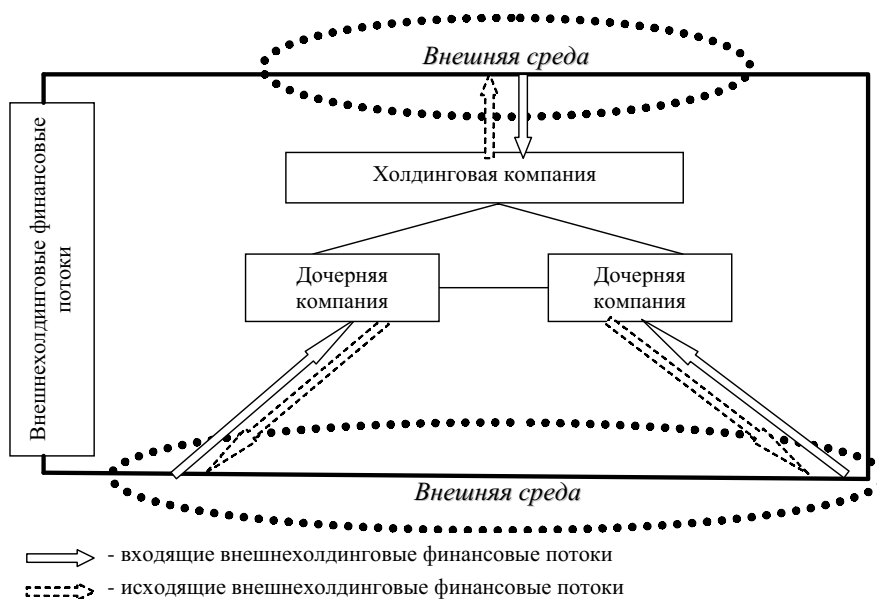 Внешняя среда
Внешнехолдинговые финансовые
потоки
Холдинговая компания
Дочерняя
компания
Дочерняя
компания
Внешняя среда
- входящие внешнехолдинговые финансовые потоки
- исходящие внешнехолдинговые финансовые потоки